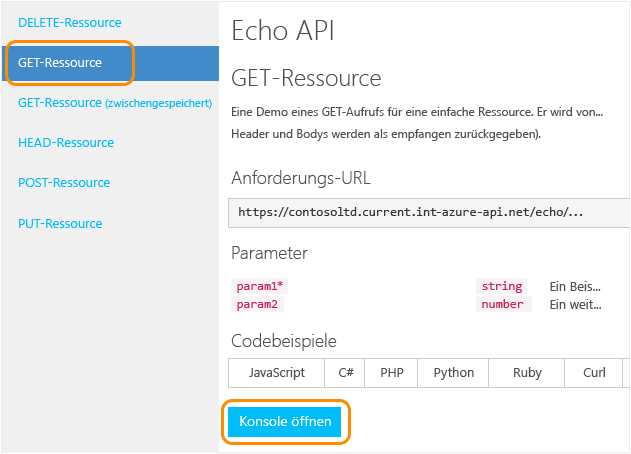 DELETE-Ressource
GET-Ressource
GET-Ressource (zwischengespeichert)
HEAD-Ressource
POST-Ressource
PUT-Ressource
Echo API
GET-Ressource
Eine Demo eines GET-Aufrufs für eine einfache Ressource. Er wird von...
Header und Bodys werden als empfangen zurückgegeben).
Anforderungs-URL
https://contosoltd.current.int-azure-api.net/echo/...
Parameter
param1* string Ein Beis...
param2 number Ein weit...
Codebeispiele
JavaScript C# PHP Python Ruby Curl
Konsole öffnen